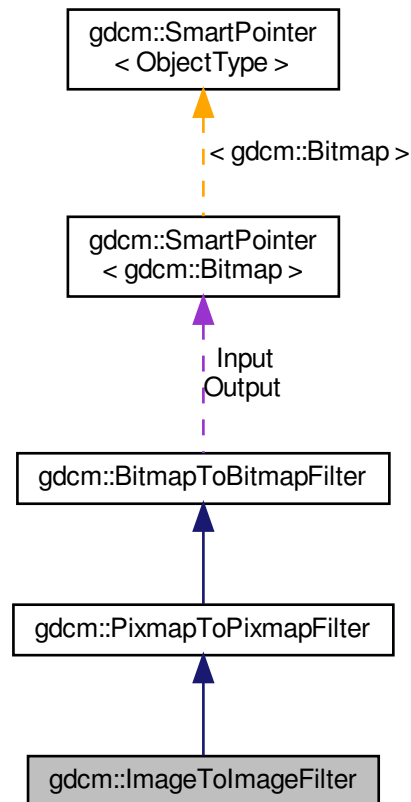 gdcm::SmartPointer
< ObjectType >
< gdcm::Bitmap >
gdcm::SmartPointer
< gdcm::Bitmap >
Input
Output
gdcm::BitmapToBitmapFilter
gdcm::PixmapToPixmapFilter
gdcm::ImageToImageFilter